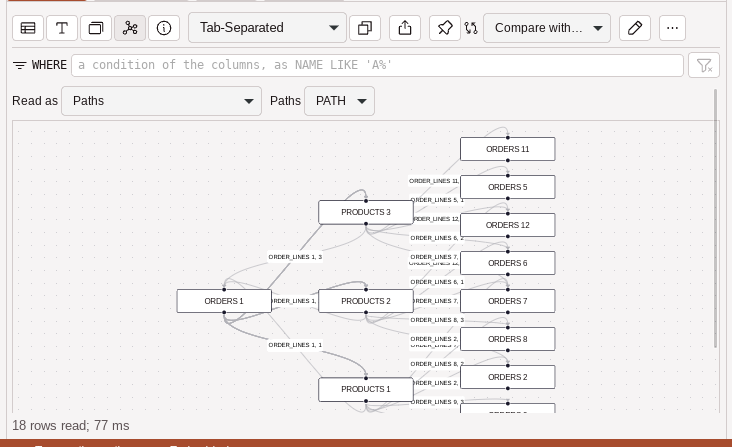 Tab-Separated
Compare with...
WHERE a condition of the columns, as NAME LIKE 'A%'
Read as Paths Paths PATH
ORDERS 11
ORDER_LINES 11,
ORDERS 5
ORDER_LINES 5, 1
PRODUCTS 3
ORDER_LINES 12,
ORDERS 12
ORDER_LINES 6, 2
ORDER_LINES 1, 3
ORDER_LINES 7,
ORDERS 6
ORDER_LINES 6, 1
ORDERS 1
ORDER_LINES 1,
PRODUCTS 2
ORDER_LINES 7,
ORDERS 7
ORDER_LINES 8, 3
ORDER_LINES 2,
ORDERS 8
ORDER_LINES 1, 1
ORDER_LINES 8, 2
ORDERS 2
ORDER_LINES 2,
PRODUCTS 1
ORDER_LINES 9, 3
18 rows read; 77 ms